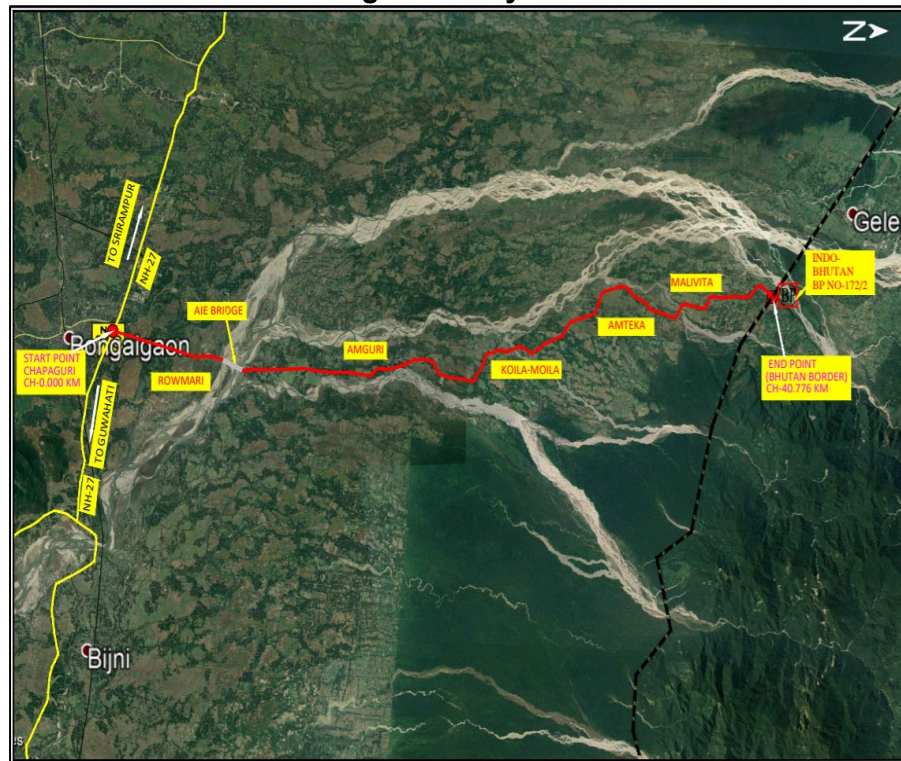 Z
TO SRIRAMPUR
NH-27
Gele
INDO-
BHUTAN
BP NO-172/2
BP
MALIVITA
AIE BRIDGE
AMTEKA
N
Bongaigaon
START POINT
CHAPAGURI
CH-0.000 KM
AMGURI
KOILA-MOILA
ROWMARI
END POINT
(BHUTAN BORDER)
CH-40.776 KM
TO GUWAHATI
NH-27
Bijni
es